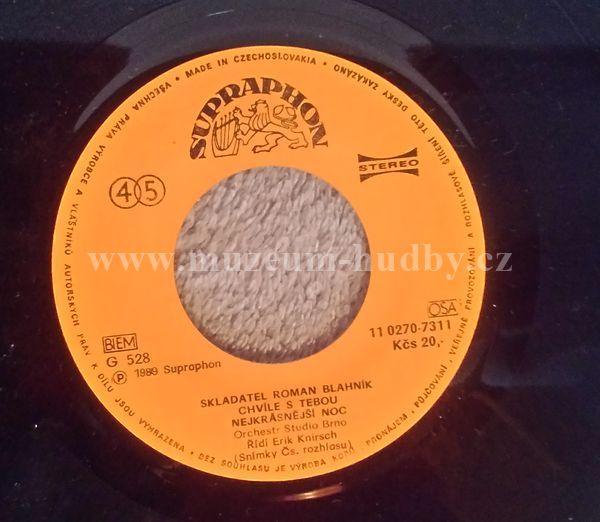 VŠECHNA PRÁVA VÝROBCE A VLASTNÍKŮ AUTORSKÝCH PRÁV K DÍLU JSOU VYHRAZENA • BEZ SOUHLASU JE VÝROBA KOPIÍ, PRONÁJEM, PŮJČOVÁNÍ, VEŘEJNÉ PROVOZOVÁNÍ A ROZHLASOVÉ ŠÍŘENÍ TÉTO DESKY ZAKÁZÁNO • MADE IN CZECHOSLOVAKIA •
SUPRAPHON
STEREO
45
www.muzeum-hudby.cz
BIEM
G 528
Ⓟ 1989 Supraphon
OSA
11 0270-7311
Kčs 20,-
SKLADATEL ROMAN BLAHNÍK
CHVÍLE S TEBOU
NEJKRÁSNĚJŠÍ NOC
Orchestr Studio Brno
Řídí Erik Knirsch
(Snímky Čs. rozhlasu)